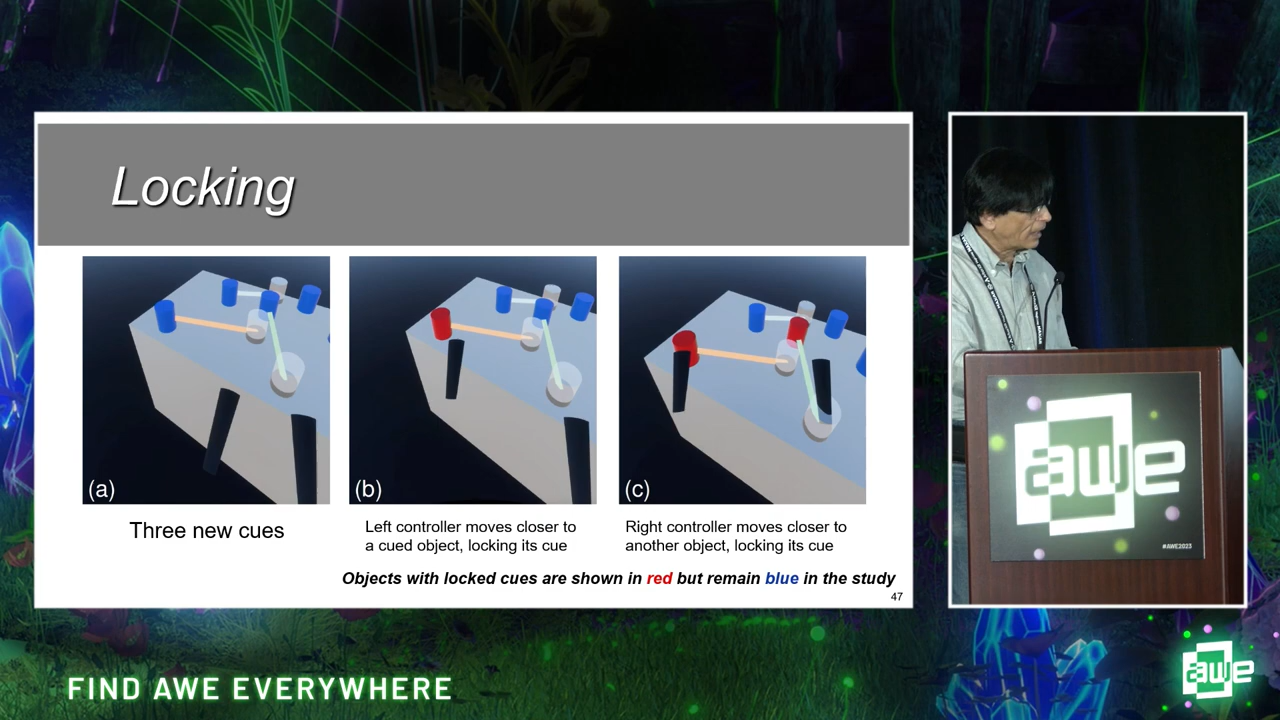 Locking
(a)
(b)
(c)
Three new cues
Left controller moves closer to
a cued object, locking its cue
Right controller moves closer to
another object, locking its cue
Objects with locked cues are shown in red but remain blue in the study
47
awe
#AWE2023
FIND AWE EVERYWHERE
awe